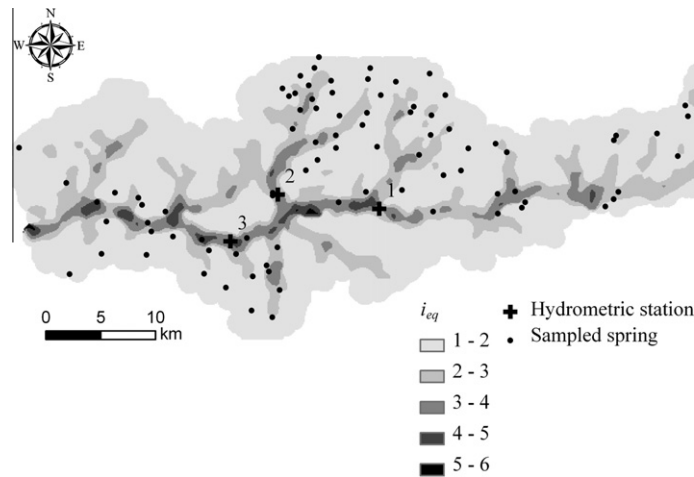 N
W E
S
2
1
3
0 5 10
km
i_eq
1 - 2
2 - 3
3 - 4
4 - 5
5 - 6
Hydrometric station
Sampled spring